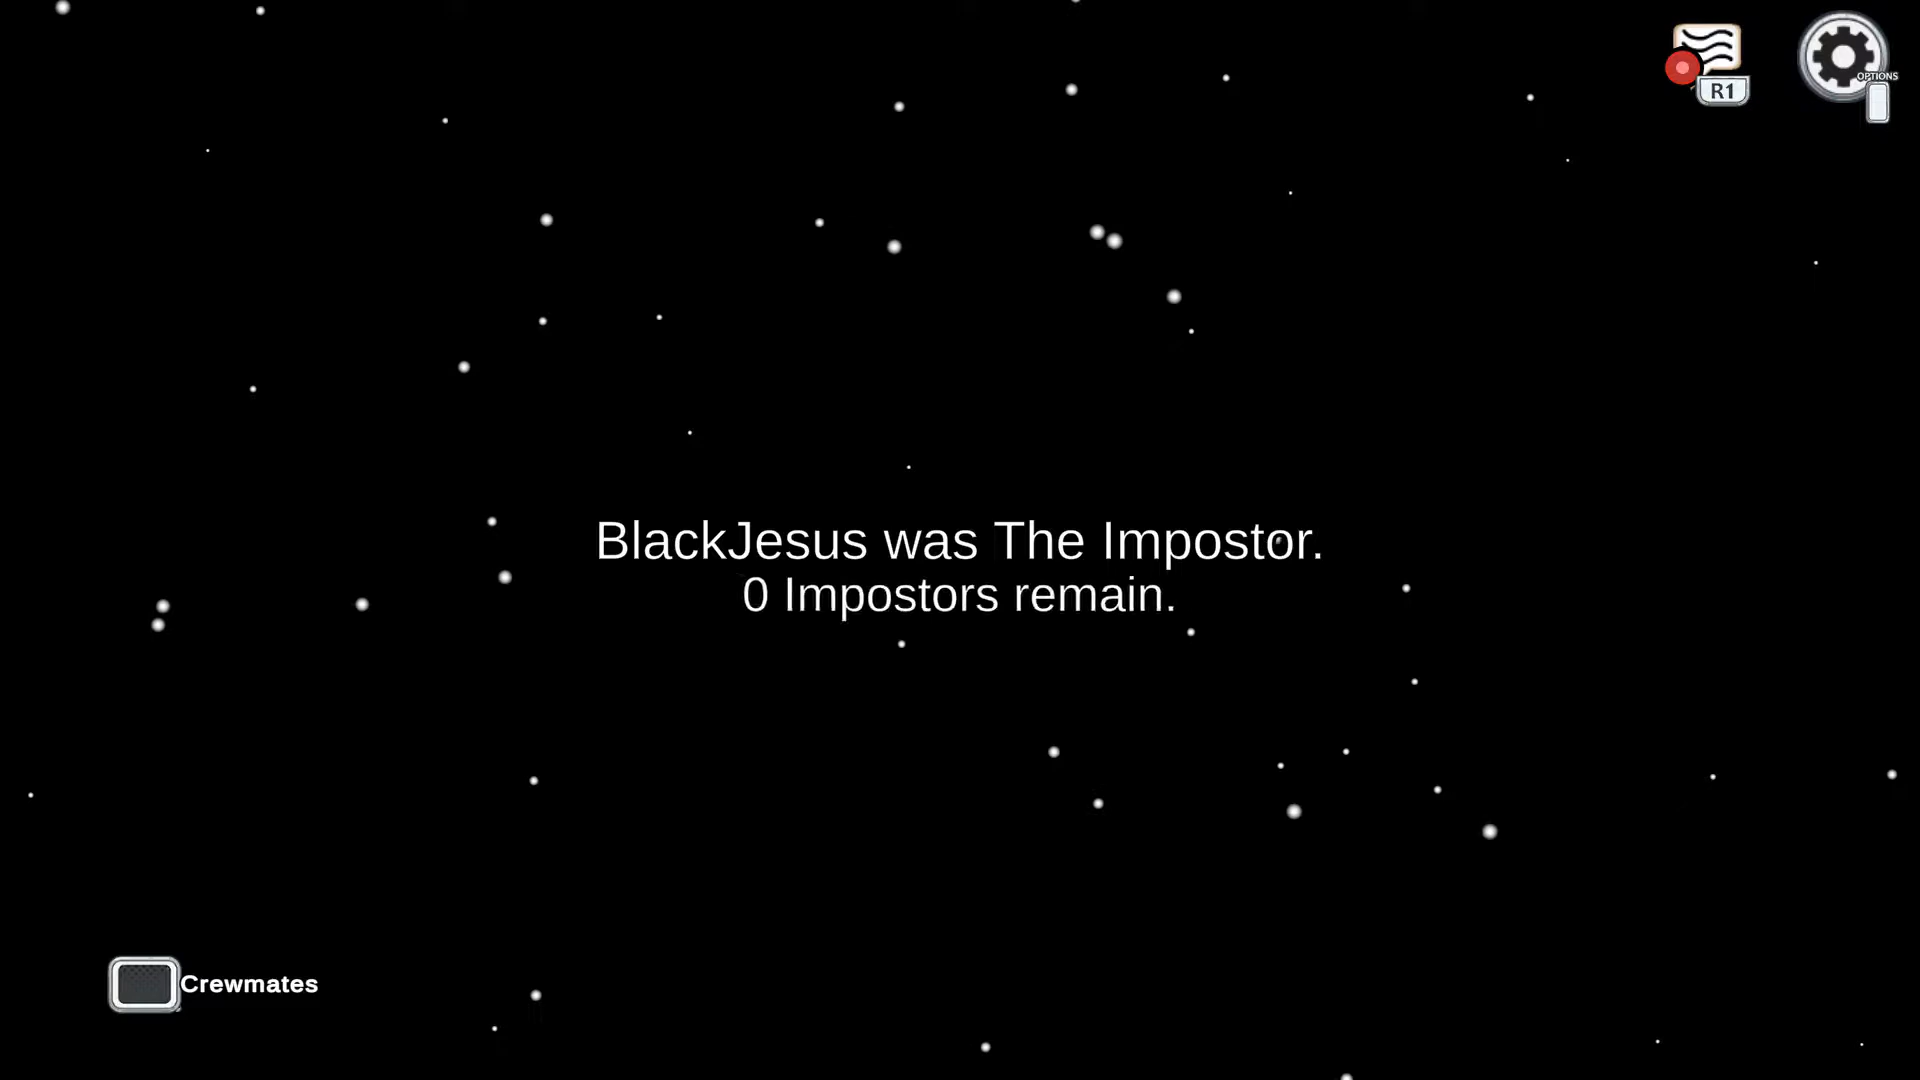 R1
OPTIONS
BlackJesus was The Impostor.
0 Impostors remain.
Crewmates